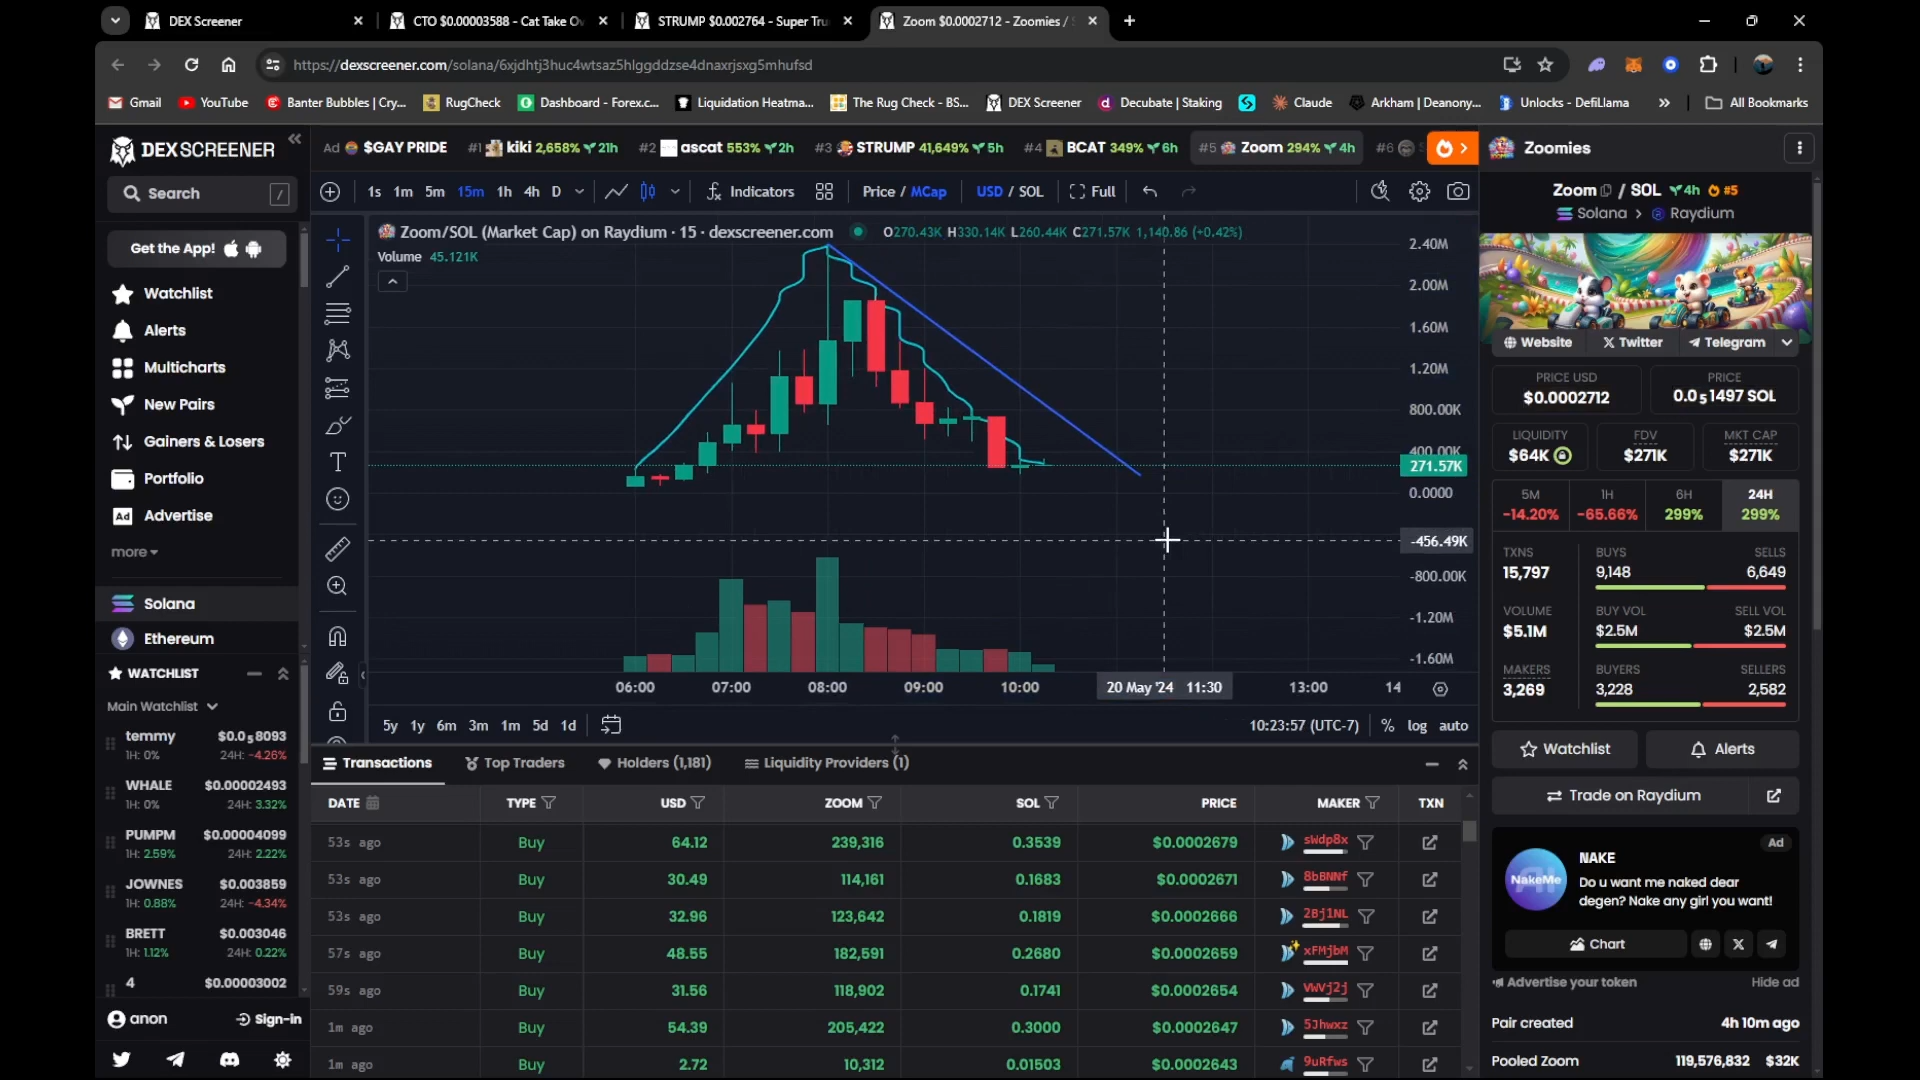 DEX Screener
CTO $0.00003588 - Cat Take Ov
STRUMP $0.002764 - Super Tru
Zoom $0.0002712 - Zoomies /
https://dexscreener.com/solana/6xjdhtj3huc4wtsaz5hlggddzse4dnaxrjsxg5mhufsd
Gmail
YouTube
Banter Bubbles | Cry...
RugCheck
Dashboard - Forex.c...
Liquidation Heatma...
The Rug Check - BS...
DEX Screener
Decubate | Staking
Claude
Arkham | Deanony...
Unlocks - DefiLlama
»
All Bookmarks
DEXSCREENER
Search /
Get the App!
Watchlist
Alerts
Multicharts
New Pairs
Gainers & Losers
Portfolio
Ad Advertise
more
Solana
Ethereum
WATCHLIST
Main Watchlist
temmy $0.0₅8093
1H: 0% 24H: -4.26%
WHALE $0.00002493
1H: 0% 24H: 3.32%
PUMPM $0.00004099
1H: 2.59% 24H: 2.22%
JOWNES $0.003859
1H: 0.88% 24H: -4.34%
BRETT $0.003046
1H: 1.12% 24H: 0.22%
4 $0.00003002
anon Sign-in
Ad $GAY PRIDE #1 kiki 2,658% 21h #2 ascat 553% 2h #3 STRUMP 41,649% 5h #4 BCAT 349% 6h #5 Zoom 294% 4h #6
1s 1m 5m 15m 1h 4h D Indicators Price / MCap USD / SOL Full
Zoom/SOL (Market Cap) on Raydium · 15 · dexscreener.com O270.43K H330.14K L260.44K C271.57K 1,140.86 (+0.42%)
Volume 45.121K
2.40M
2.00M
1.60M
1.20M
800.00K
400.00K
271.57K
0.0000
-456.49K
-800.00K
-1.20M
-1.60M
06:00 07:00 08:00 09:00 10:00 20 May '24 11:30 13:00 14
5y 1y 6m 3m 1m 5d 1d 10:23:57 (UTC-7) % log auto
Transactions Top Traders Holders (1,181) Liquidity Providers (1)
DATE TYPE USD ZOOM SOL PRICE MAKER TXN
53s ago Buy 64.12 239,316 0.3539 $0.0002679 sWdp8x
53s ago Buy 30.49 114,161 0.1683 $0.0002671 8bBNNf
53s ago Buy 32.96 123,642 0.1819 $0.0002666 2Bj1NL
57s ago Buy 48.55 182,591 0.2680 $0.0002659 xFMjbM
59s ago Buy 31.56 118,902 0.1741 $0.0002654 VWVj2j
1m ago Buy 54.39 205,422 0.3000 $0.0002647 5Jhwxz
1m ago Buy 2.72 10,312 0.01503 $0.0002643 9uRfws
Zoomies
Zoom / SOL 4h #5
Solana > Raydium
Website Twitter Telegram
PRICE USD
$0.0002712
PRICE
0.0₅1497 SOL
LIQUIDITY
$64K
FDV
$271K
MKT CAP
$271K
5M
-14.20%
1H
-65.66%
6H
299%
24H
299%
TXNS
15,797
BUYS SELLS
9,148 6,649
VOLUME
$5.1M
BUY VOL SELL VOL
$2.5M $2.5M
MAKERS
3,269
BUYERS SELLERS
3,228 2,582
Watchlist
Alerts
Trade on Raydium
Ad
NakeMe
NAKE
Do u want me naked dear
degen? Nake any girl you want!
Chart
Advertise your token Hide ad
Pair created 4h 10m ago
Pooled Zoom 119,576,832 $32K